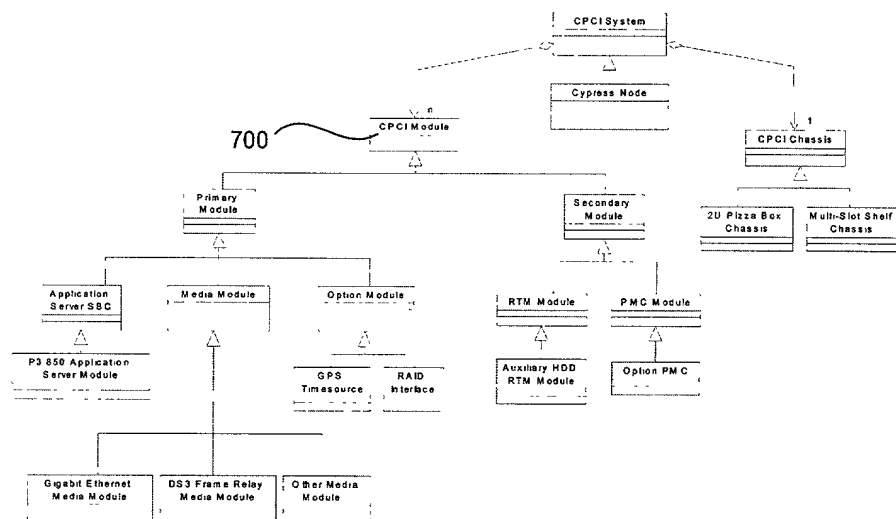 CPCI System
Cypress Node
n
CPCI Module
700
1
CPCI Chassis
Primary
Module
Secondary
Module
2U Pizza Box
Chassis
Multi-Slot Shelf
Chassis
Application
Server SBC
Media Module
Option Module
RTM Module
PMC Module
P3 850 Application
Server Module
GPS
Timesource
RAID
Interface
Auxiliary HDD
RTM Module
Option PMC
Gigabit Ethernet
Media Module
DS3 Frame Relay
Media Module
Other Media
Module